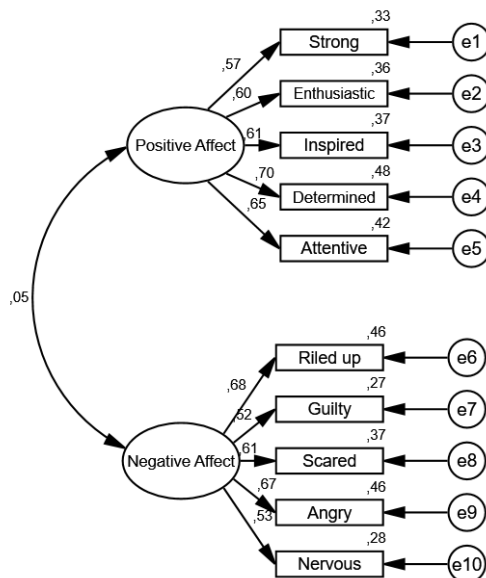 ,33
Strong
e1
,57
,36
Enthusiastic
e2
,60
,37
Positive Affect
,61
Inspired
e3
,48
,70
Determined
e4
,65
,42
Attentive
e5
,05
,46
Riled up
e6
,68
,27
Guilty
e7
,52
,37
Negative Affect
,61
Scared
e8
,46
,67
Angry
e9
,53
,28
Nervous
e10